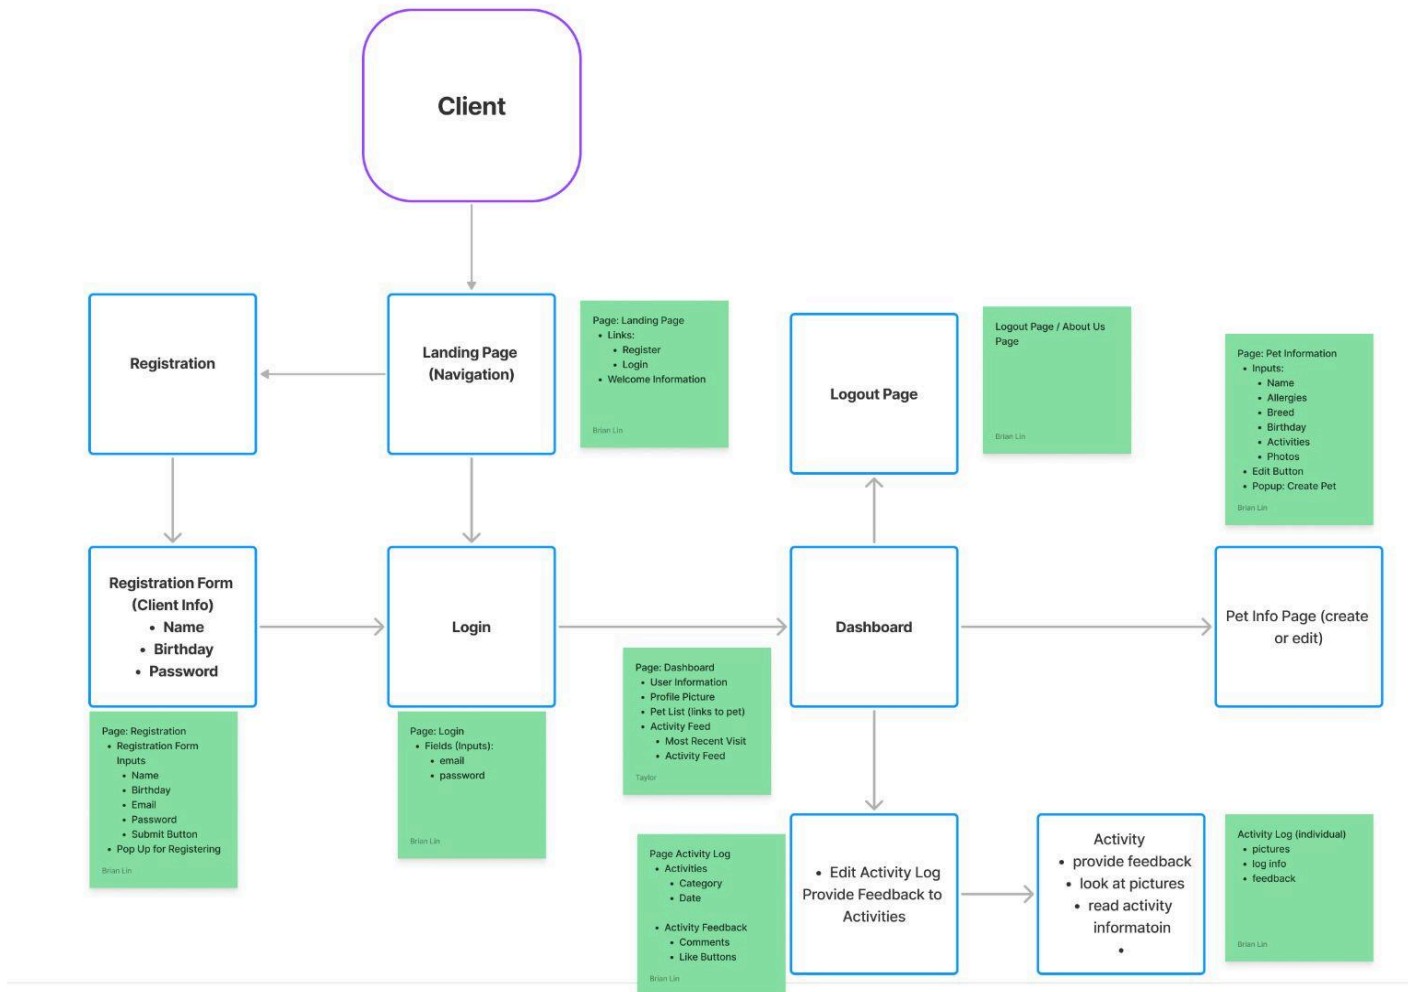 Client
Registration
Landing Page
(Navigation)
Page: Landing Page
• Links:
• Register
• Login
• Welcome Information
Brian Lin
Logout Page
Logout Page / About Us
Page
Brian Lin
Page: Pet Information
• Inputs:
• Name
• Allergies
• Breed
• Birthday
• Activities
• Photos
• Edit Button
• Popup: Create Pet
Brian Lin
Registration Form
(Client Info)
• Name
• Birthday
• Password
Login
Dashboard
Pet Info Page (create
or edit)
Page: Registration
• Registration Form
Inputs
• Name
• Birthday
• Email
• Password
• Submit Button
• Pop Up for Registering
Brian Lin
Page: Login
• Fields (Inputs):
• email
• password
Brian Lin
Page: Dashboard
• User Information
• Profile Picture
• Pet List (links to pet)
• Activity Feed
• Most Recent Visit
• Activity Feed
Taylor
Page Activity Log
• Activities
• Category
• Date
• Activity Feedback
• Comments
• Like Buttons
Brian Lin
• Edit Activity Log
Provide Feedback to
Activities
Activity
• provide feedback
• look at pictures
• read activity
informatoin
•
Activity Log (individual)
• pictures
• log info
• feedback
Brian Lin